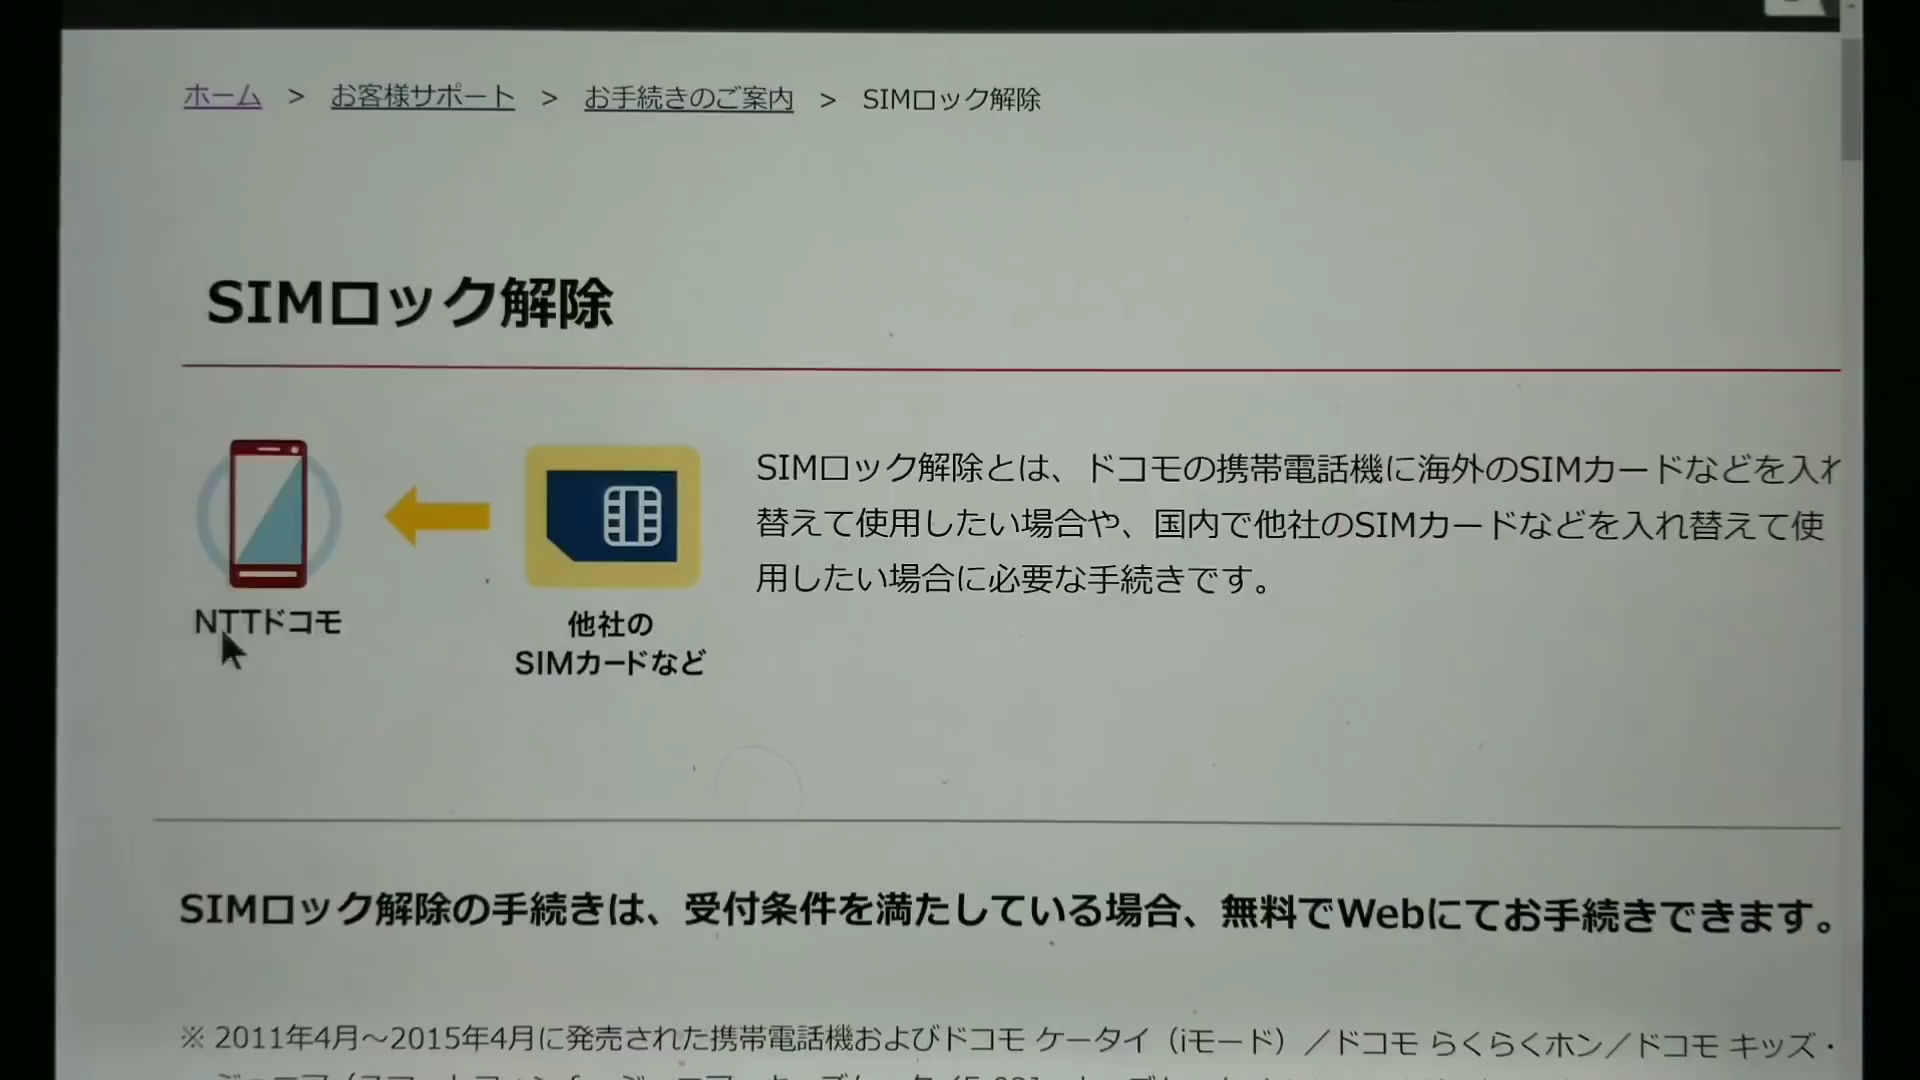 ホーム > お客様サポート > お手続きのご案内 > SIMロック解除
SIMロック解除
SIMロック解除とは、ドコモの携帯電話機に海外のSIMカードなどを入れ
替えて使用したい場合や、国内で他社のSIMカードなどを入れ替えて使
用したい場合に必要な手続きです。
NTTドコモ
他社の
SIMカードなど
SIMロック解除の手続きは、受付条件を満たしている場合、無料でWebにてお手続きできます。
※ 2011年4月～2015年4月に発売された携帯電話機およびドコモ ケータイ（iモード）／ドコモ らくらくホン／ドコモ キッズ・